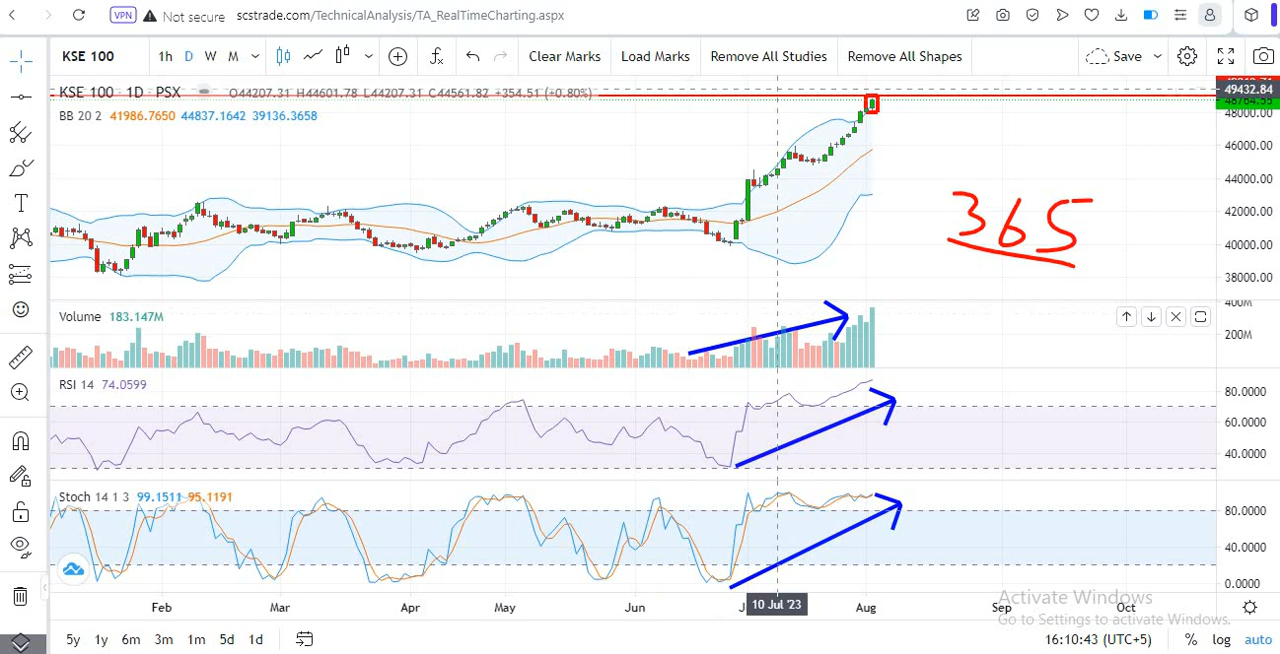 VPN Not secure scstrade.com/TechnicalAnalysis/TA_RealTimeCharting.aspx
KSE 100 1h D W M Clear Marks Load Marks Remove All Studies Remove All Shapes Save
KSE 100 · 1D · PSX O44207.31 H44601.78 L44207.31 C44561.82 +354.51 (+0.80%)
49432.84
BB 20 2 41986.7650 44837.1642 39136.3658
48000.00
46000.00
44000.00
42000.00
40000.00
38000.00
365
Volume 183.147M
400M
200M
RSI 14 74.0599
80.0000
60.0000
40.0000
Stoch 14 1 3 99.1511 95.1191
80.0000
40.0000
0.0000
Feb Mar Apr May Jun 10 Jul '23 Aug Sep Oct
Activate Windows
Go to Settings to activate Windows.
5y 1y 6m 3m 1m 5d 1d 16:10:43 (UTC+5) % log auto